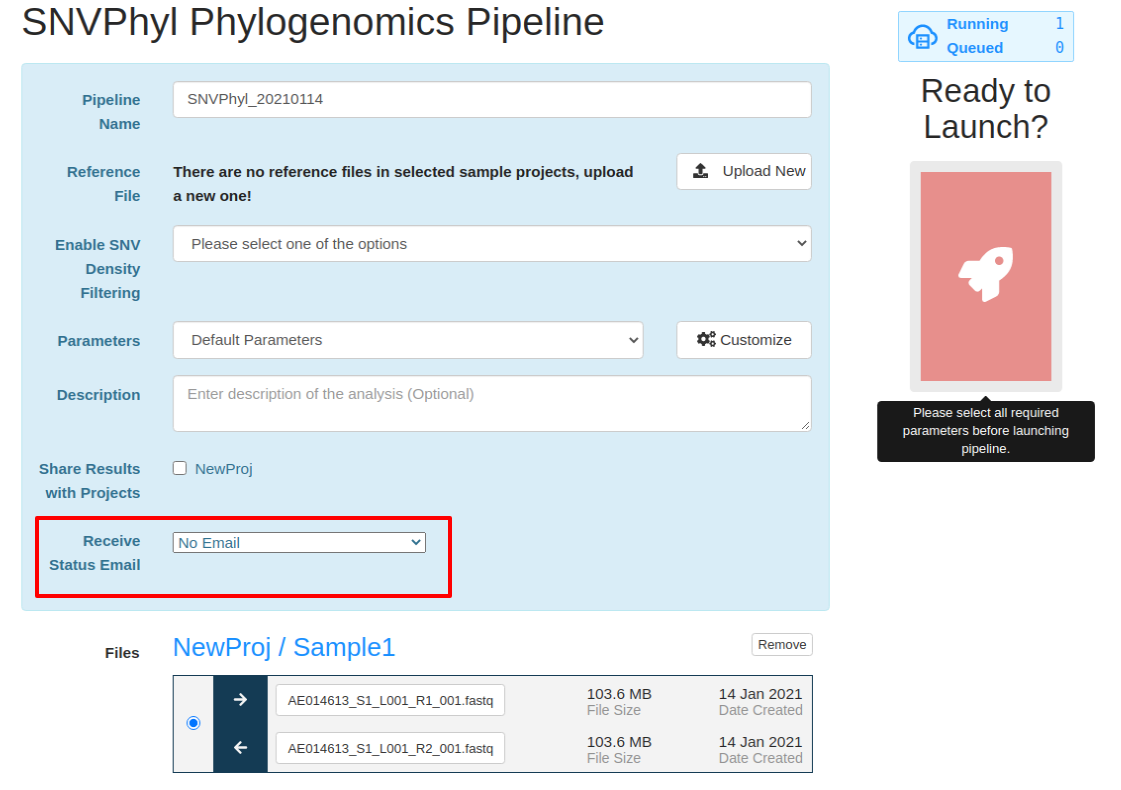 SNVPhyl Phylogenomics Pipeline
Running 1
Queued 0
Ready to
Launch?
Please select all required
parameters before launching
pipeline.
Pipeline
Name
SNVPhyl_20210114
Reference
File
There are no reference files in selected sample projects, upload
a new one!
Upload New
Enable SNV
Density
Filtering
Please select one of the options
Parameters
Default Parameters
Customize
Description
Enter description of the analysis (Optional)
Share Results
with Projects
NewProj
Receive
Status Email
No Email
Files
NewProj / Sample1
Remove
AE014613_S1_L001_R1_001.fastq
103.6 MB
File Size
14 Jan 2021
Date Created
AE014613_S1_L001_R2_001.fastq
103.6 MB
File Size
14 Jan 2021
Date Created